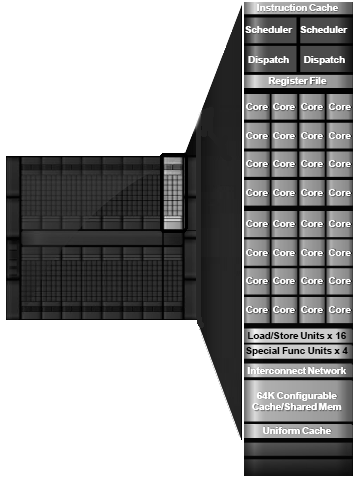 Instruction Cache
Scheduler Scheduler
Dispatch Dispatch
Register File
Core Core Core Core
Core Core Core Core
Core Core Core Core
Core Core Core Core
Core Core Core Core
Core Core Core Core
Core Core Core Core
Core Core Core Core
Load/Store Units x 16
Special Func Units x 4
Interconnect Network
64K Configurable
Cache/Shared Mem
Uniform Cache